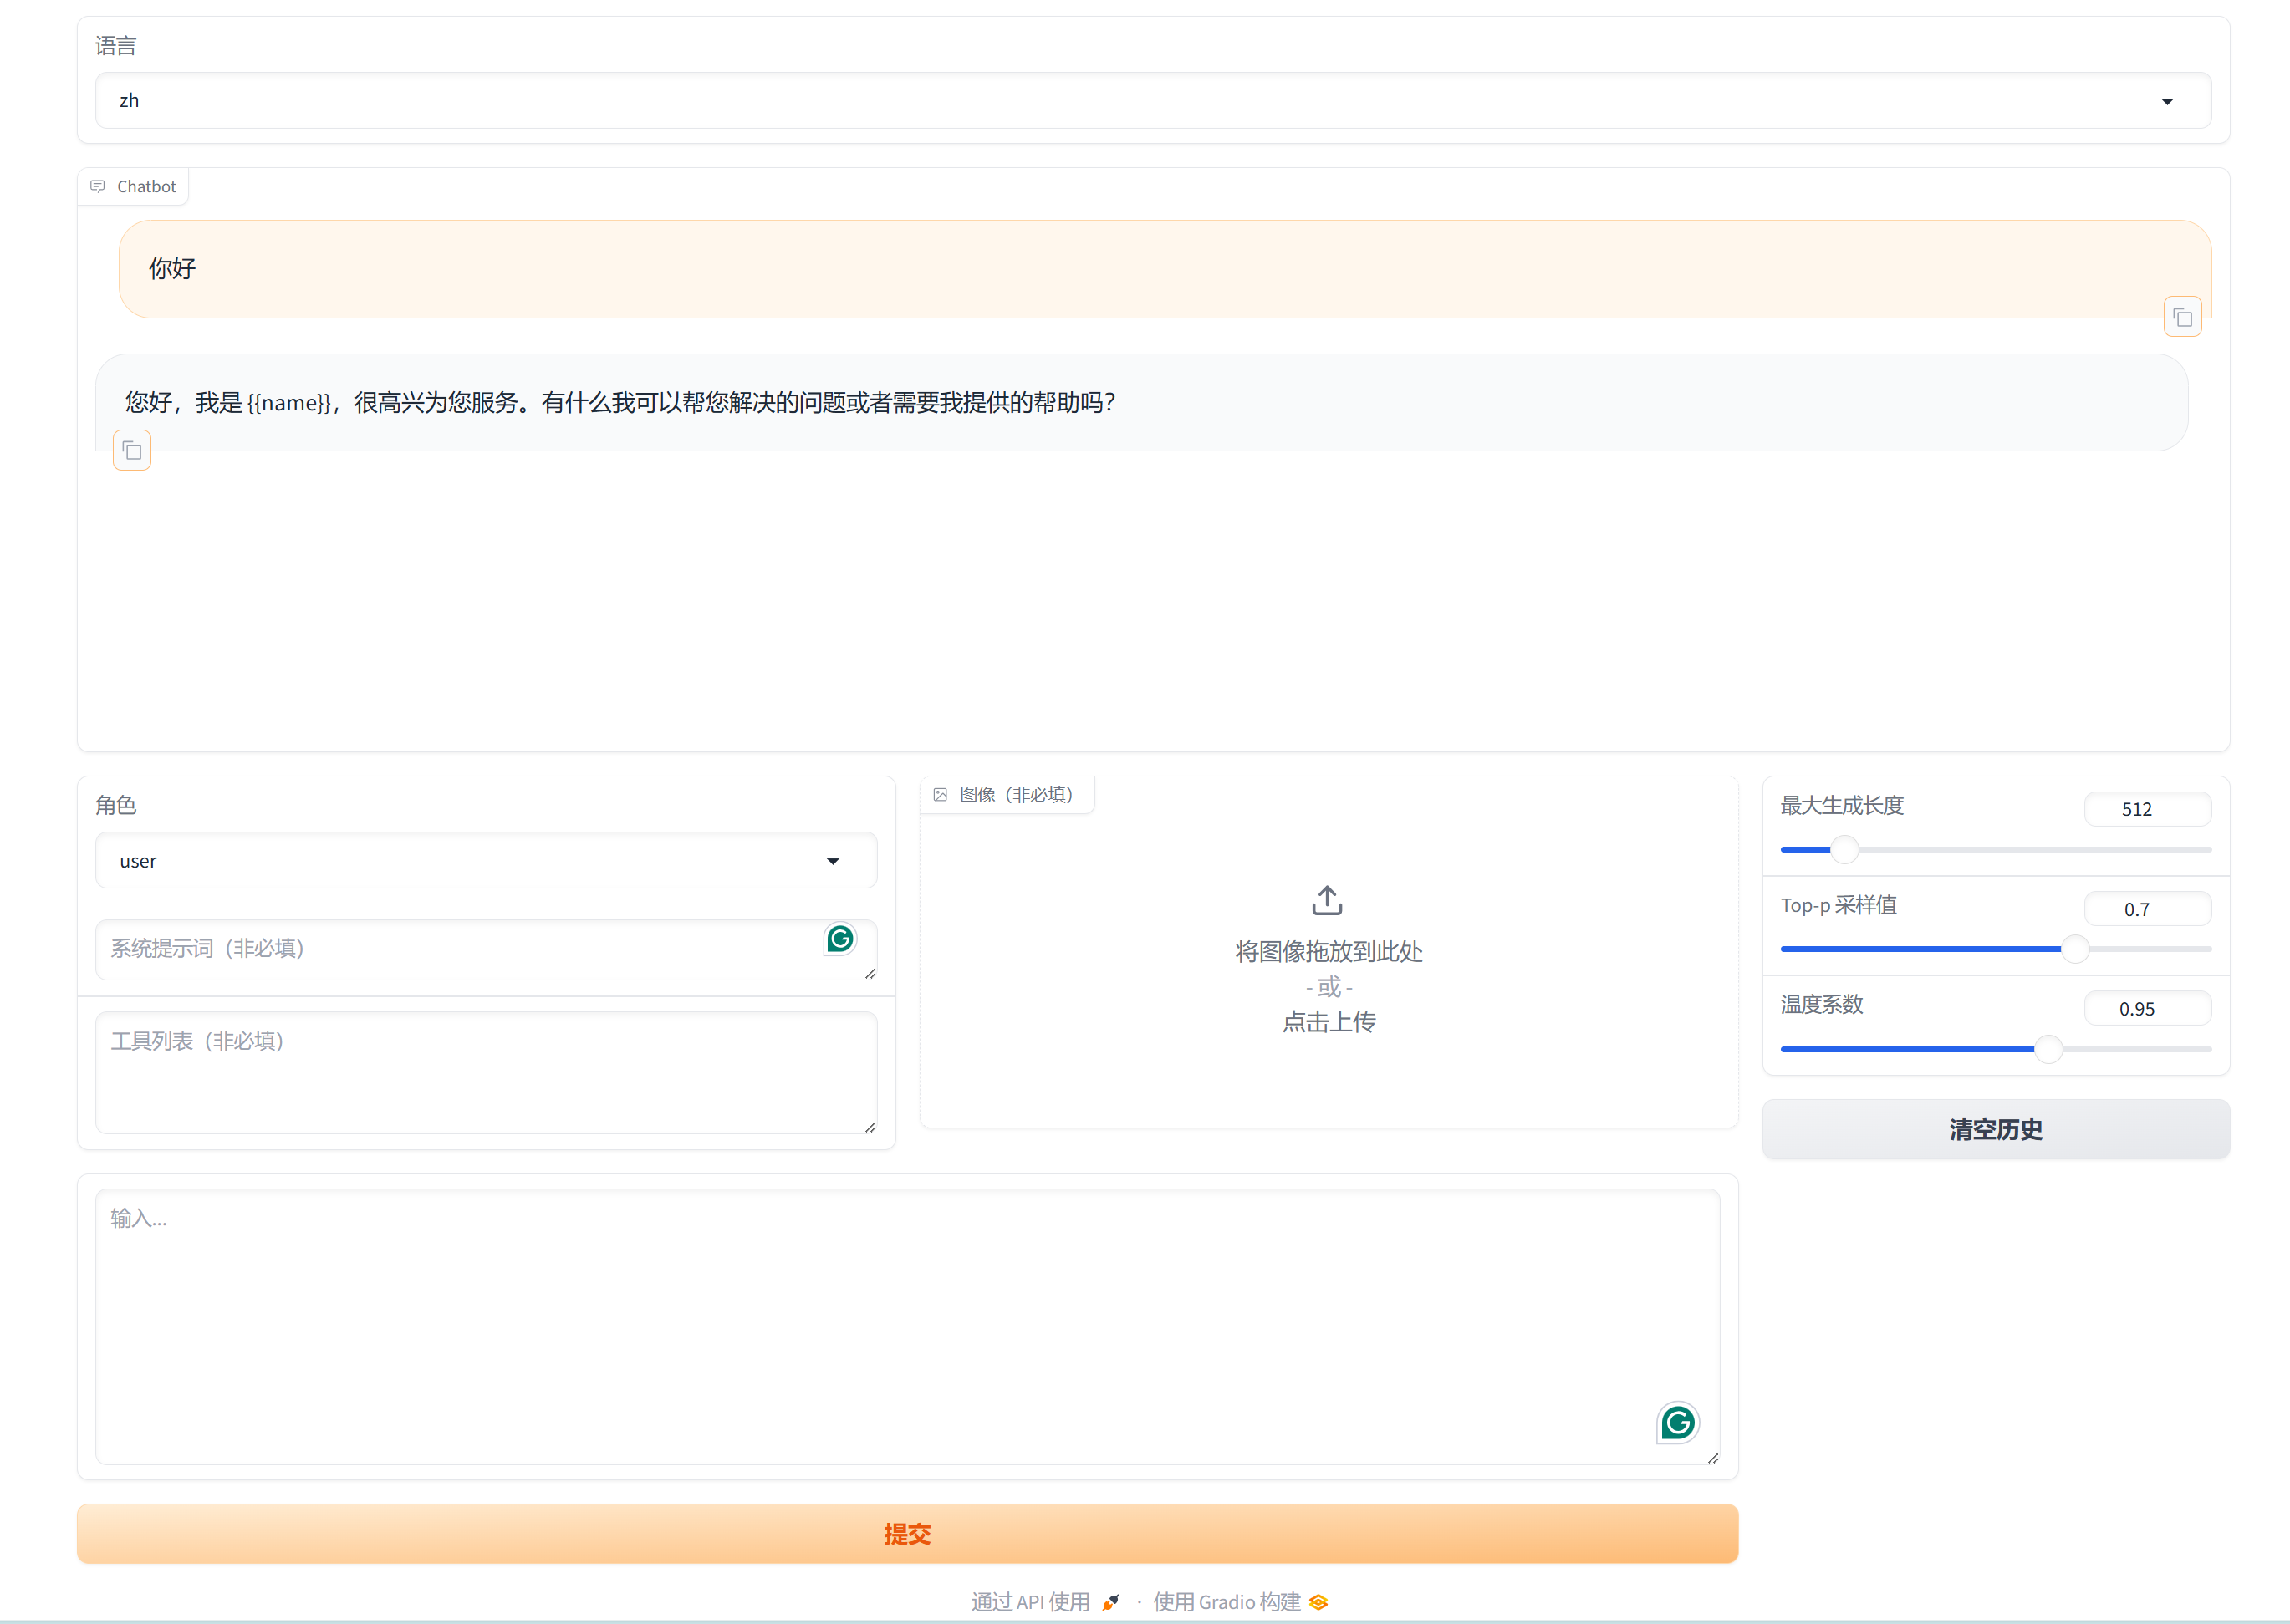 语言
zh
Chatbot
你好
您好，我是 {{name}}，很高兴为您服务。有什么我可以帮您解决的问题或者需要我提供的帮助吗？
角色
user
系统提示词（非必填）
工具列表（非必填）
图像（非必填）
将图像拖放到此处
- 或 -
点击上传
最大生成长度
512
Top-p 采样值
0.7
温度系数
0.95
清空历史
输入...
提交
通过 API 使用 · 使用 Gradio 构建